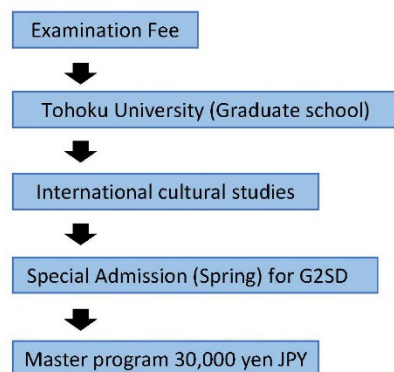 Examination Fee
Tohoku University (Graduate school)
International cultural studies
Special Admission (Spring) for G2SD
Master program 30,000 yen JPY